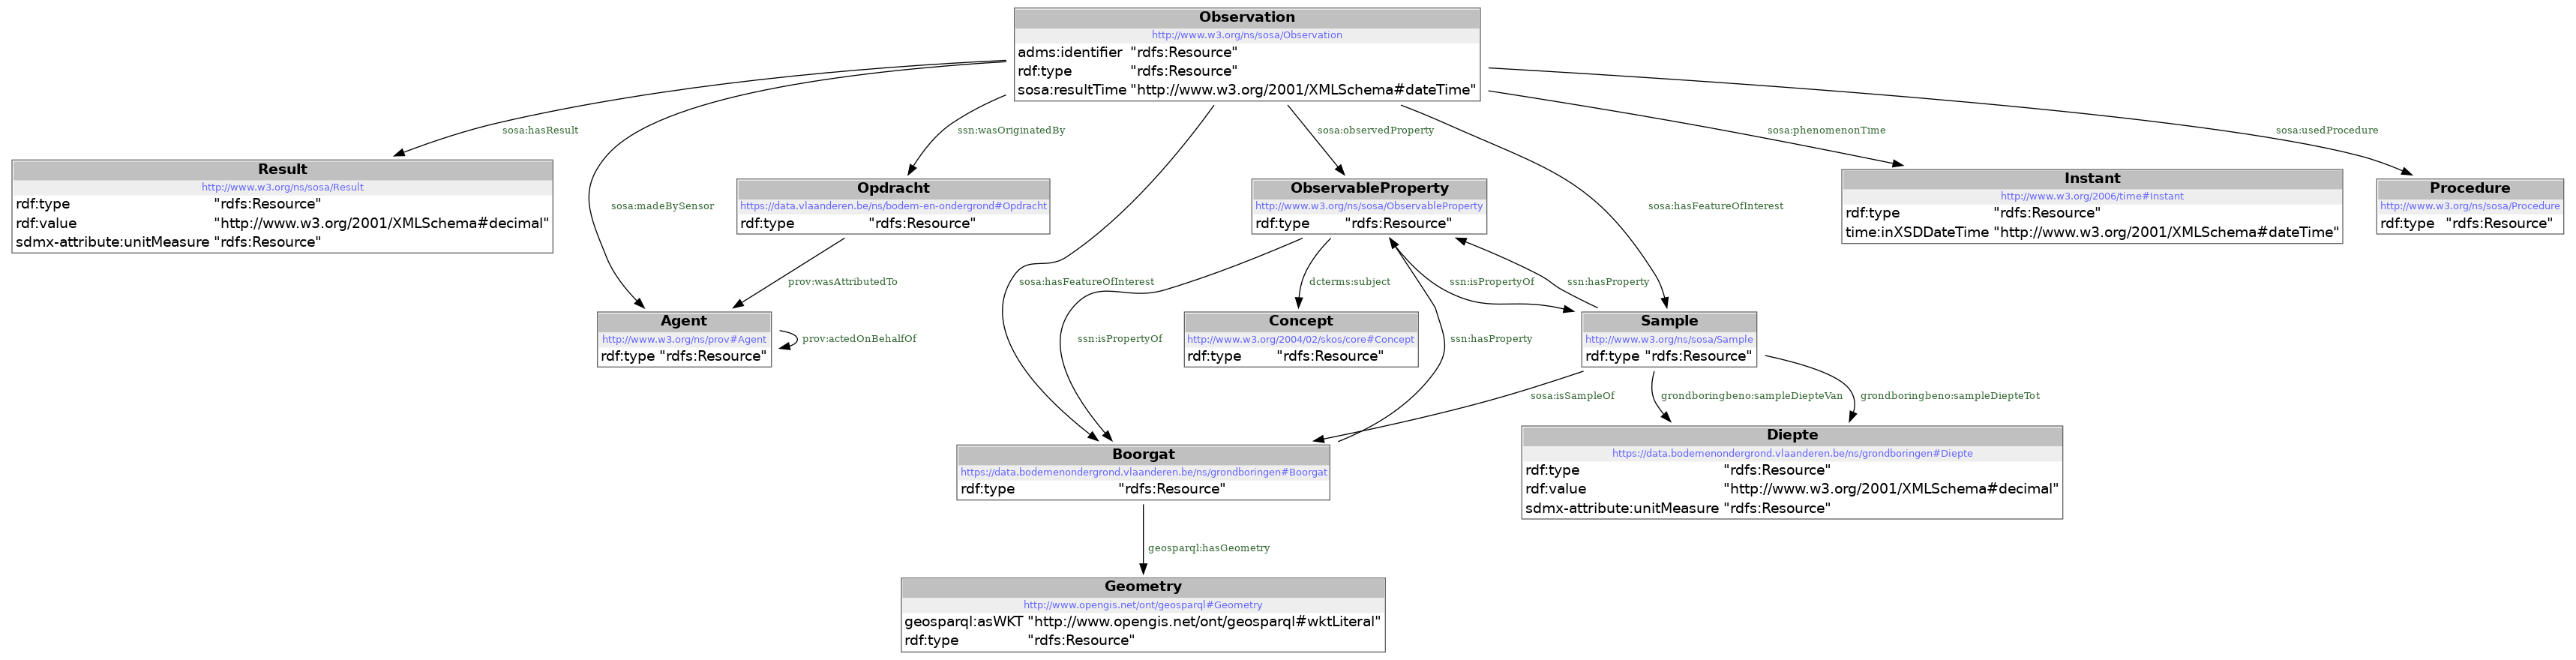 Observation
http://www.w3.org/ns/sosa/Observation
adms:identifier "rdfs:Resource"
rdf:type "rdfs:Resource"
sosa:resultTime "http://www.w3.org/2001/XMLSchema#dateTime"
sosa:hasResult
ssn:wasOriginatedBy
sosa:observedProperty
sosa:phenomenonTime
sosa:usedProcedure
Result
http://www.w3.org/ns/sosa/Result
rdf:type "rdfs:Resource"
rdf:value "http://www.w3.org/2001/XMLSchema#decimal"
sdmx-attribute:unitMeasure "rdfs:Resource"
sosa:madeBySensor
Opdracht
https://data.vlaanderen.be/ns/bodem-en-ondergrond#Opdracht
rdf:type "rdfs:Resource"
ObservableProperty
http://www.w3.org/ns/sosa/ObservableProperty
rdf:type "rdfs:Resource"
sosa:hasFeatureOfInterest
Instant
http://www.w3.org/2006/time#Instant
rdf:type "rdfs:Resource"
time:inXSDDateTime "http://www.w3.org/2001/XMLSchema#dateTime"
Procedure
http://www.w3.org/ns/sosa/Procedure
rdf:type "rdfs:Resource"
prov:wasAttributedTo
sosa:hasFeatureOfInterest
dcterms:subject
ssn:isPropertyOf
ssn:hasProperty
Agent
http://www.w3.org/ns/prov#Agent
rdf:type "rdfs:Resource"
prov:actedOnBehalfOf
ssn:isPropertyOf
Concept
http://www.w3.org/2004/02/skos/core#Concept
rdf:type "rdfs:Resource"
ssn:hasProperty
Sample
http://www.w3.org/ns/sosa/Sample
rdf:type "rdfs:Resource"
sosa:isSampleOf
grondboringbeno:sampleDiepteVan
grondboringbeno:sampleDiepteTot
Boorgat
https://data.bodemenondergrond.vlaanderen.be/ns/grondboringen#Boorgat
rdf:type "rdfs:Resource"
Diepte
https://data.bodemenondergrond.vlaanderen.be/ns/grondboringen#Diepte
rdf:type "rdfs:Resource"
rdf:value "http://www.w3.org/2001/XMLSchema#decimal"
sdmx-attribute:unitMeasure "rdfs:Resource"
geosparql:hasGeometry
Geometry
http://www.opengis.net/ont/geosparql#Geometry
geosparql:asWKT "http://www.opengis.net/ont/geosparql#wktLiteral"
rdf:type "rdfs:Resource"